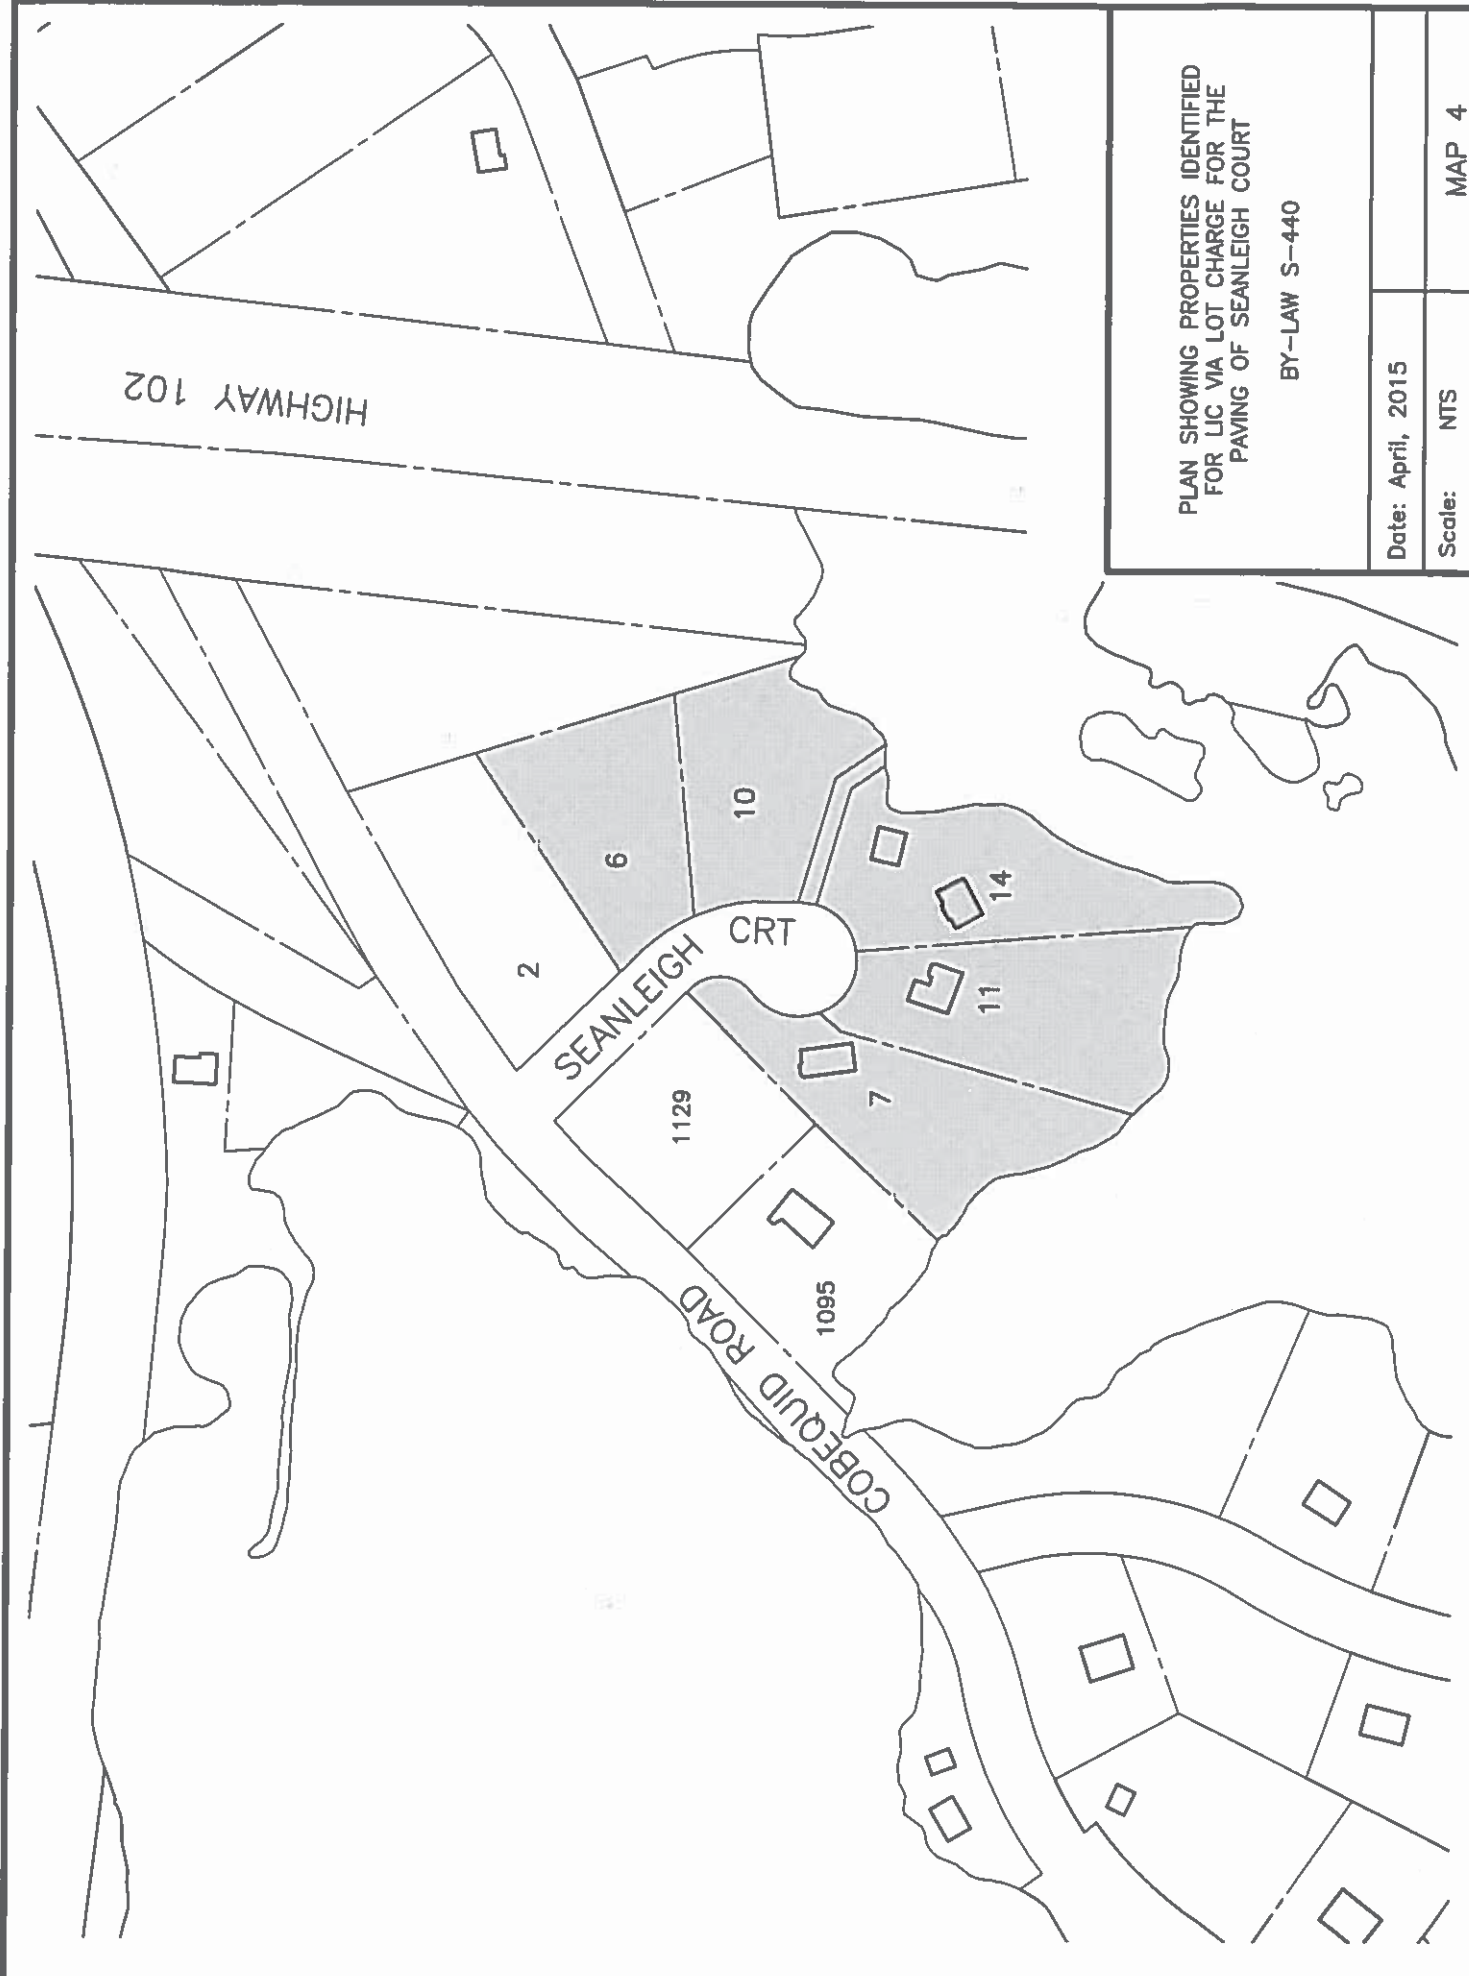 HIGHWAY 102
2
6
10
SEANLEIGH CRT
14
11
7
1129
1095
COBEQUID ROAD
PLAN SHOWING PROPERTIES IDENTIFIED
FOR LIC VIA LOT CHARGE FOR THE
PAVING OF SEANLEIGH COURT
BY-LAW S-440
Date: April, 2015
Scale: NTS
MAP 4